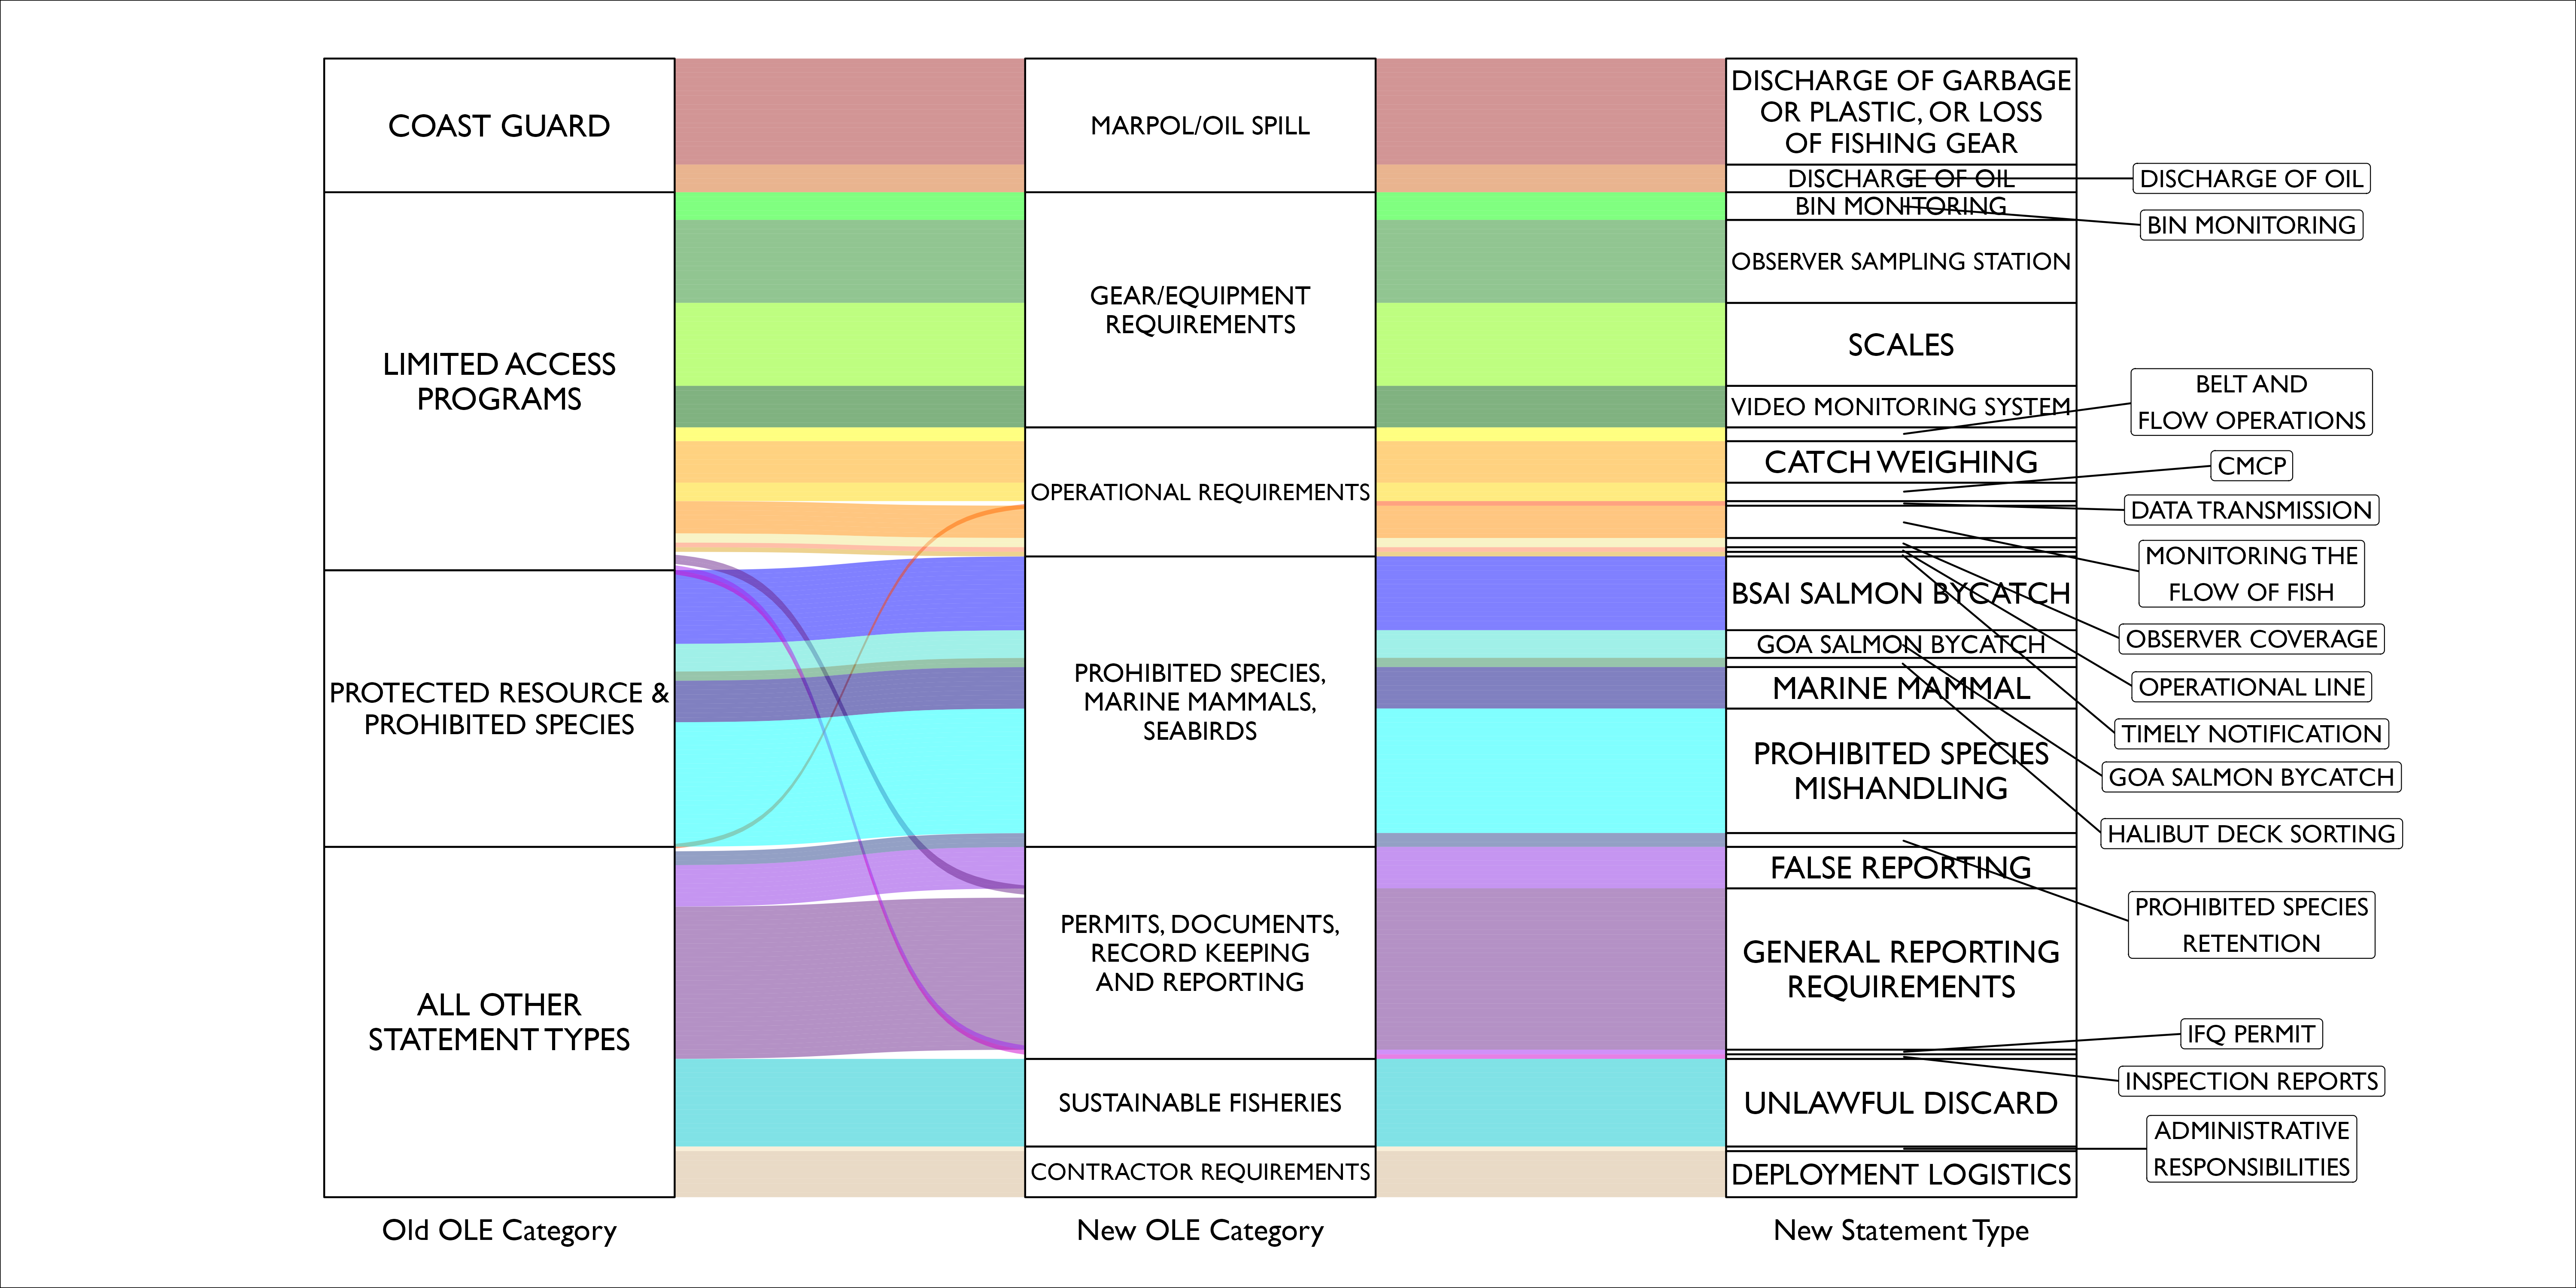 COAST GUARD
LIMITED ACCESS
PROGRAMS
PROTECTED RESOURCE &
PROHIBITED SPECIES
ALL OTHER
STATEMENT TYPES
Old OLE Category
MARPOL/OIL SPILL
GEAR/EQUIPMENT
REQUIREMENTS
OPERATIONAL REQUIREMENTS
PROHIBITED SPECIES,
MARINE MAMMALS,
SEABIRDS
PERMITS, DOCUMENTS,
RECORD KEEPING
AND REPORTING
SUSTAINABLE FISHERIES
CONTRACTOR REQUIREMENTS
New OLE Category
DISCHARGE OF GARBAGE
OR PLASTIC, OR LOSS
OF FISHING GEAR
DISCHARGE OF OIL
BIN MONITORING
OBSERVER SAMPLING STATION
SCALES
VIDEO MONITORING SYSTEM
CATCH WEIGHING
BSAI SALMON BYCATCH
GOA SALMON BYCATCH
MARINE MAMMAL
PROHIBITED SPECIES
MISHANDLING
FALSE REPORTING
GENERAL REPORTING
REQUIREMENTS
UNLAWFUL DISCARD
DEPLOYMENT LOGISTICS
New Statement Type
DISCHARGE OF OIL
BIN MONITORING
BELT AND
FLOW OPERATIONS
CMCP
DATA TRANSMISSION
MONITORING THE
FLOW OF FISH
OBSERVER COVERAGE
OPERATIONAL LINE
TIMELY NOTIFICATION
GOA SALMON BYCATCH
HALIBUT DECK SORTING
PROHIBITED SPECIES
RETENTION
IFQ PERMIT
INSPECTION REPORTS
ADMINISTRATIVE
RESPONSIBILITIES